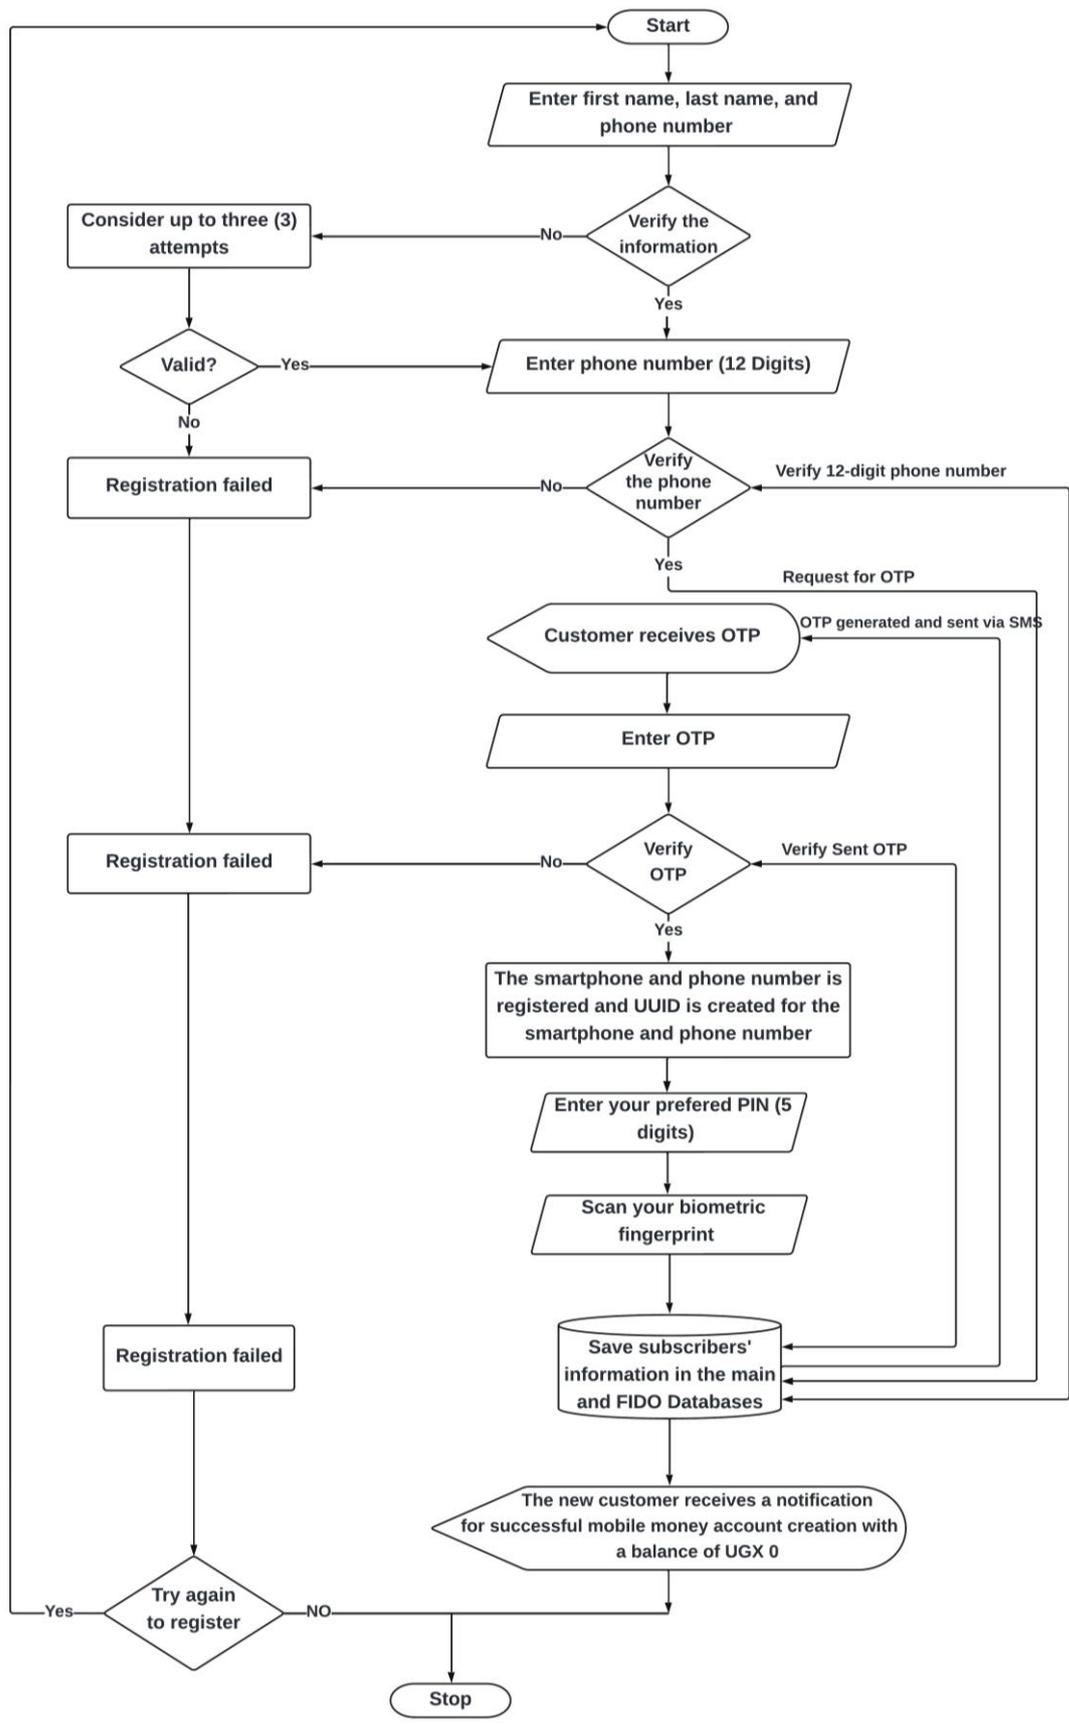 Start
Enter first name, last name, and
phone number
Consider up to three (3)
attempts
No
Verify the
information
Yes
Valid?
Yes
Enter phone number (12 Digits)
No
Registration failed
No
Verify
the phone
number
Verify 12-digit phone number
Yes
Request for OTP
OTP generated and sent via SMS
Customer receives OTP
Enter OTP
Registration failed
No
Verify
OTP
Verify Sent OTP
Yes
The smartphone and phone number is
registered and UUID is created for the
smartphone and phone number
Enter your prefered PIN (5
digits)
Scan your biometric
fingerprint
Registration failed
Save subscribers'
information in the main
and FIDO Databases
The new customer receives a notification
for successful mobile money account creation with
a balance of UGX 0
Yes
Try again
to register
NO
Stop